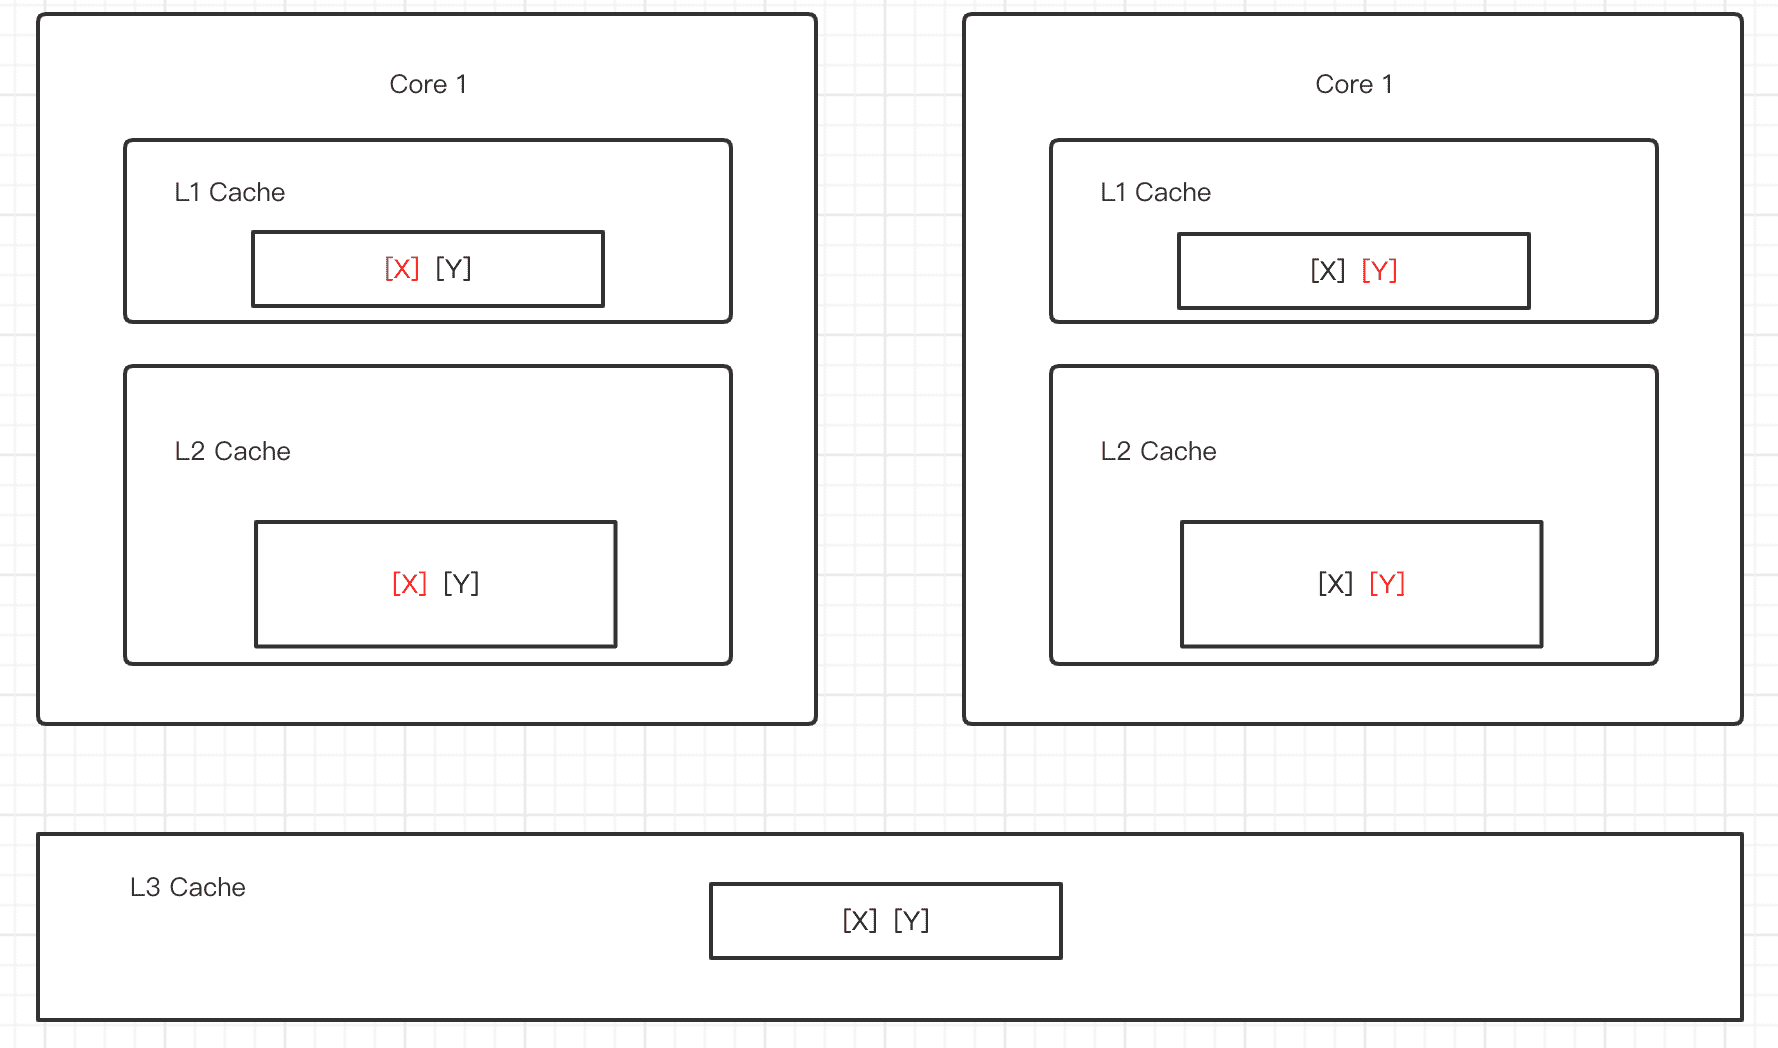 Core 1
L1 Cache
[X] [Y]
L2 Cache
[X] [Y]
Core 1
L1 Cache
[X] [Y]
L2 Cache
[X] [Y]
L3 Cache
[X] [Y]